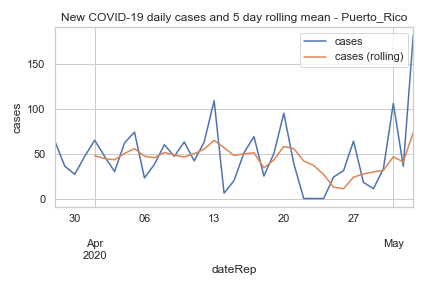 New COVID-19 daily cases and 5 day rolling mean - Puerto_Rico
cases
cases (rolling)
cases
150
100
50
0
30 06 13 20 27
Apr May
2020
dateRep